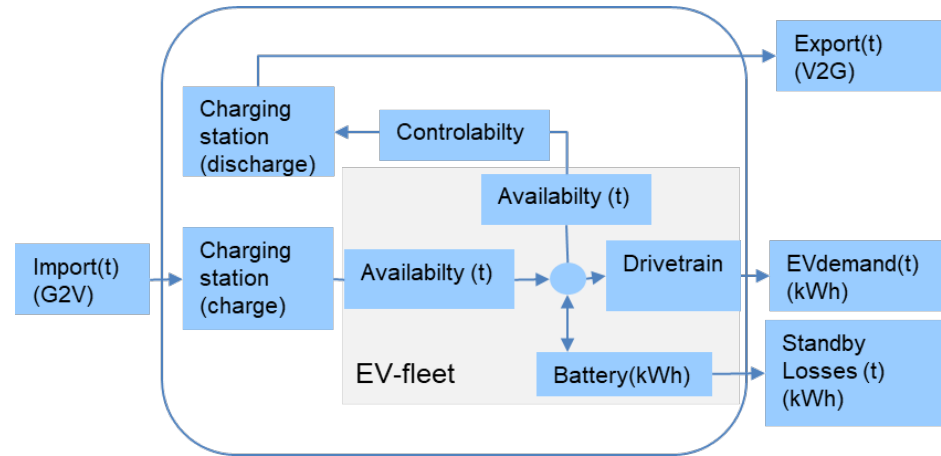 Export(t)
(V2G)
Charging
station
(discharge)
Controlabilty
Availabilty (t)
Import(t)
(G2V)
Charging
station
(charge)
Availabilty (t)
Drivetrain
EVdemand(t)
(kWh)
EV-fleet
Battery(kWh)
Standby
Losses (t)
(kWh)